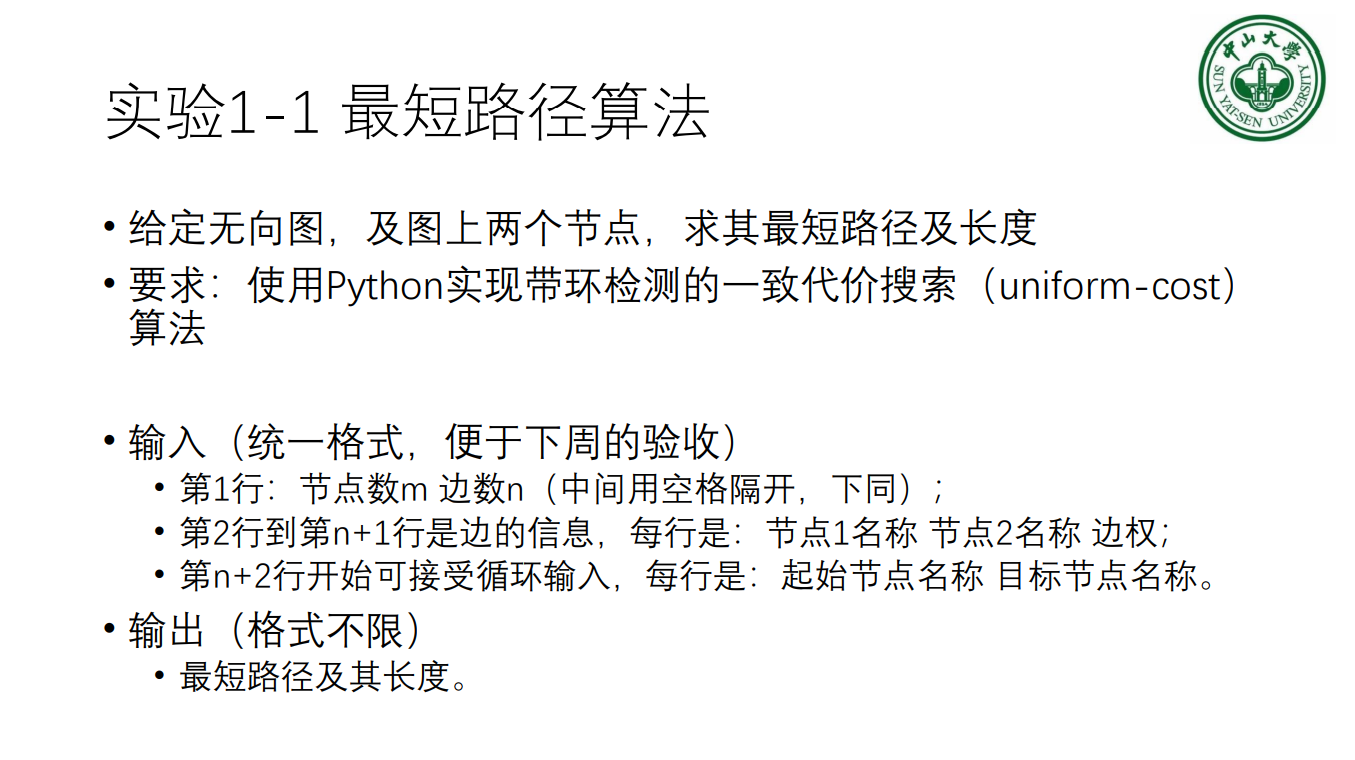 中山大學
SUN YAT-SEN UNIVERSITY
实验1-1 最短路径算法
• 给定无向图，及图上两个节点，求其最短路径及长度
• 要求：使用Python实现带环检测的一致代价搜索（uniform-cost）
算法
• 输入（统一格式，便于下周的验收）
• 第1行：节点数m 边数n（中间用空格隔开，下同）；
• 第2行到第n+1行是边的信息，每行是：节点1名称 节点2名称 边权；
• 第n+2行开始可接受循环输入，每行是：起始节点名称 目标节点名称。
• 输出（格式不限）
• 最短路径及其长度。